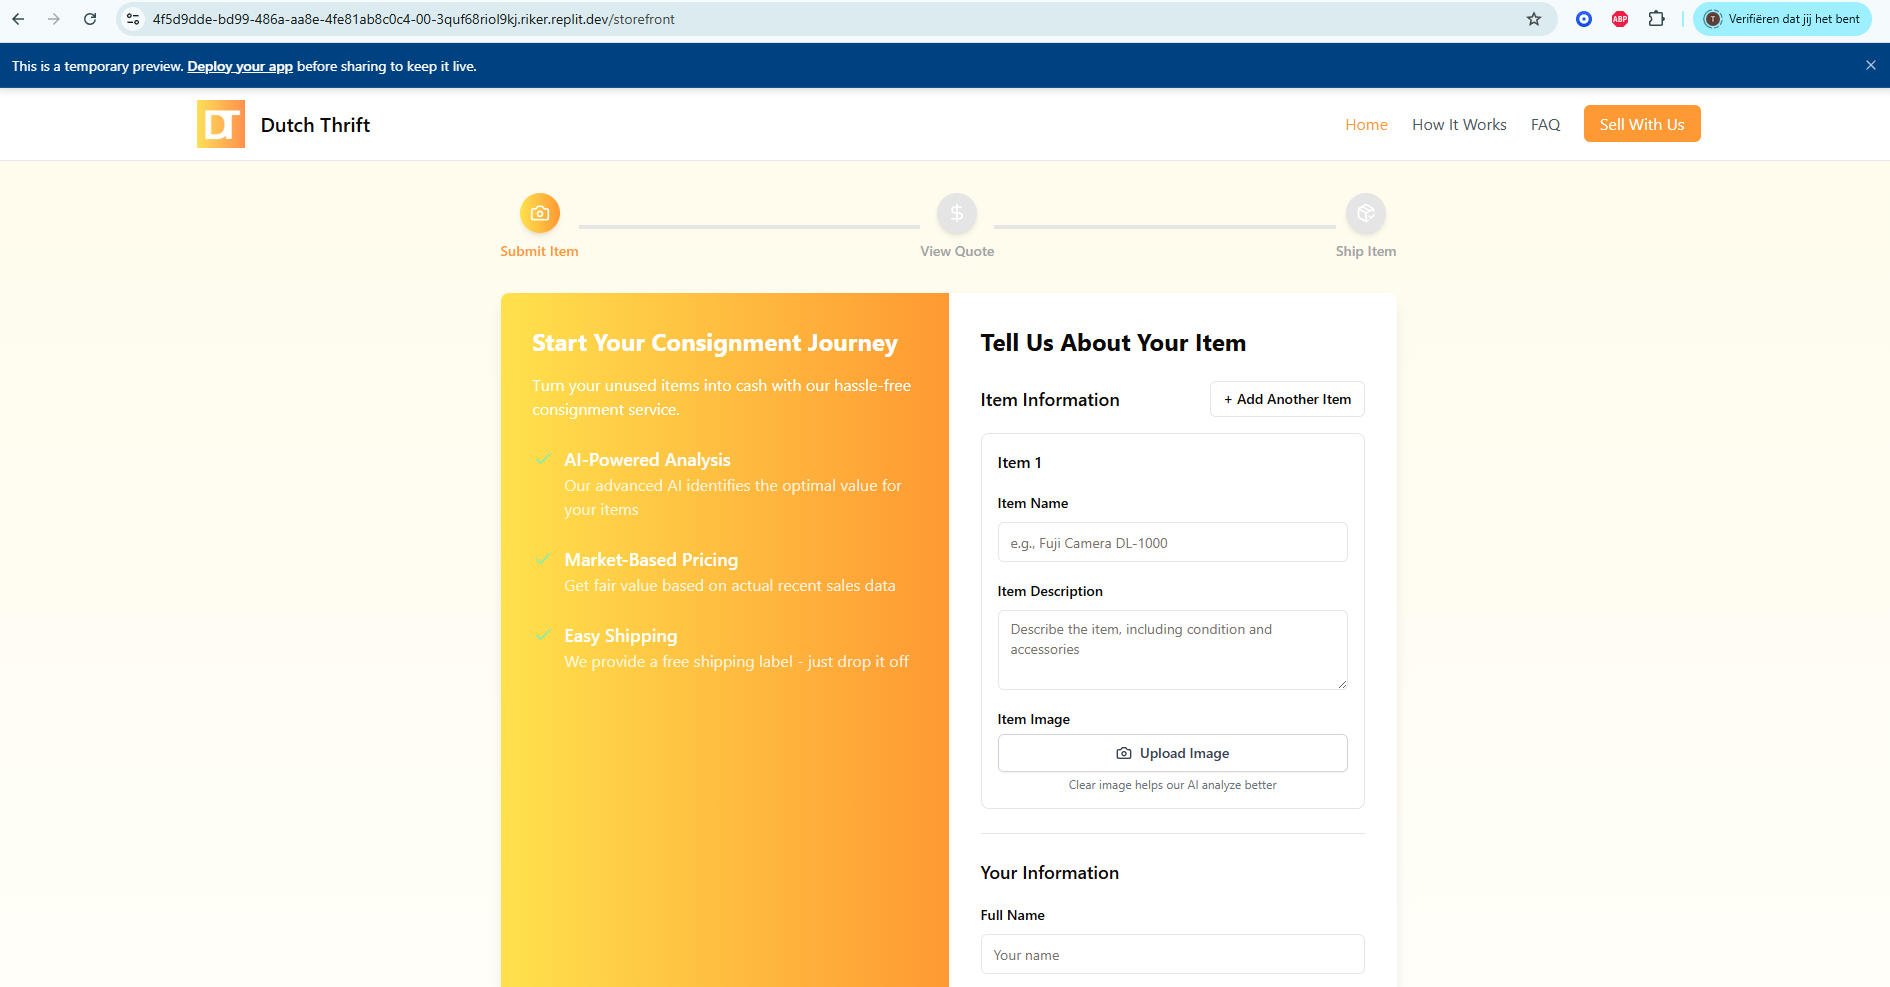 4f5d9dde-bd99-486a-aa8e-4fe81ab8c0c4-00-3quf68riol9kj.riker.replit.dev/storefront
ABP
T
Verifiëren dat jij het bent
This is a temporary preview. Deploy your app before sharing to keep it live.
DT
Dutch Thrift
Home
How It Works
FAQ
Sell With Us
$
Submit Item
View Quote
Ship Item
Start Your Consignment Journey
Turn your unused items into cash with our hassle-free
consignment service.
AI-Powered Analysis
Our advanced AI identifies the optimal value for
your items
Market-Based Pricing
Get fair value based on actual recent sales data
Easy Shipping
We provide a free shipping label - just drop it off
Tell Us About Your Item
Item Information
+ Add Another Item
Item 1
Item Name
e.g., Fuji Camera DL-1000
Item Description
Describe the item, including condition and
accessories
Item Image
Upload Image
Clear image helps our AI analyze better
Your Information
Full Name
Your name